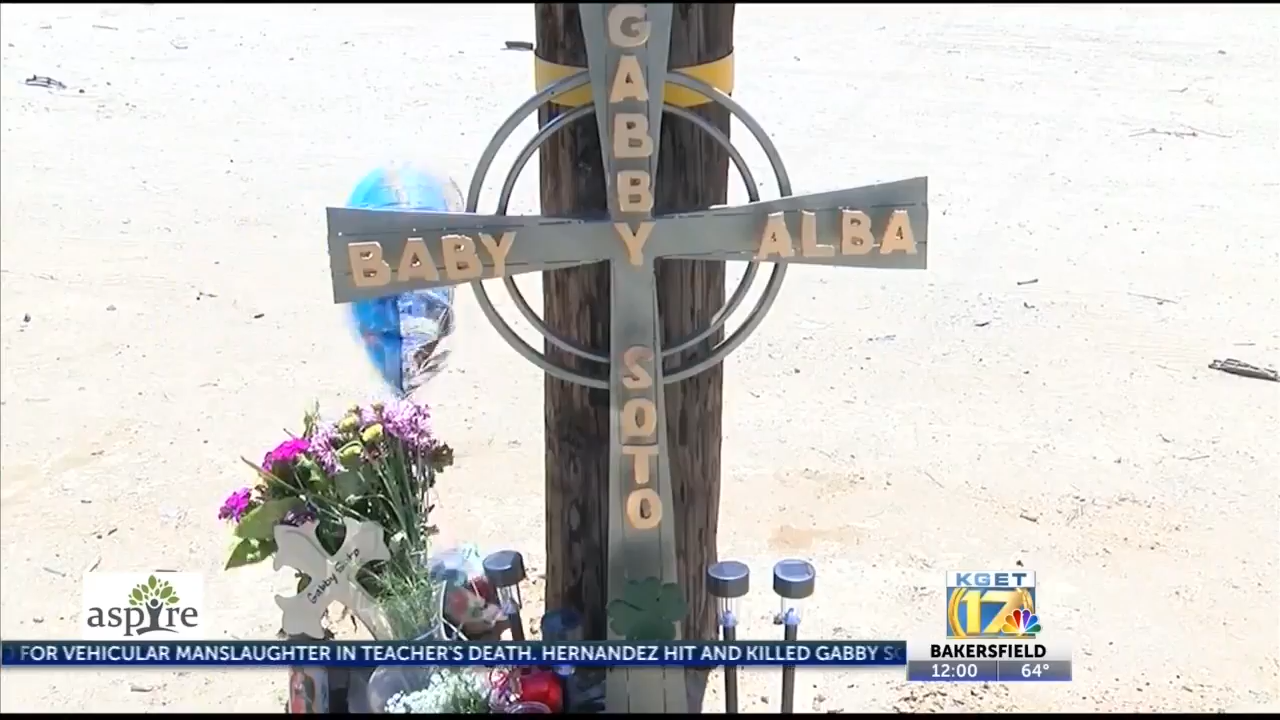 GABBY
BABY ALBA
SOTO
Gabby Soto
aspire
KGET
17
BAKERSFIELD
12:00 64°
FOR VEHICULAR MANSLAUGHTER IN TEACHER'S DEATH. HERNANDEZ HIT AND KILLED GABBY